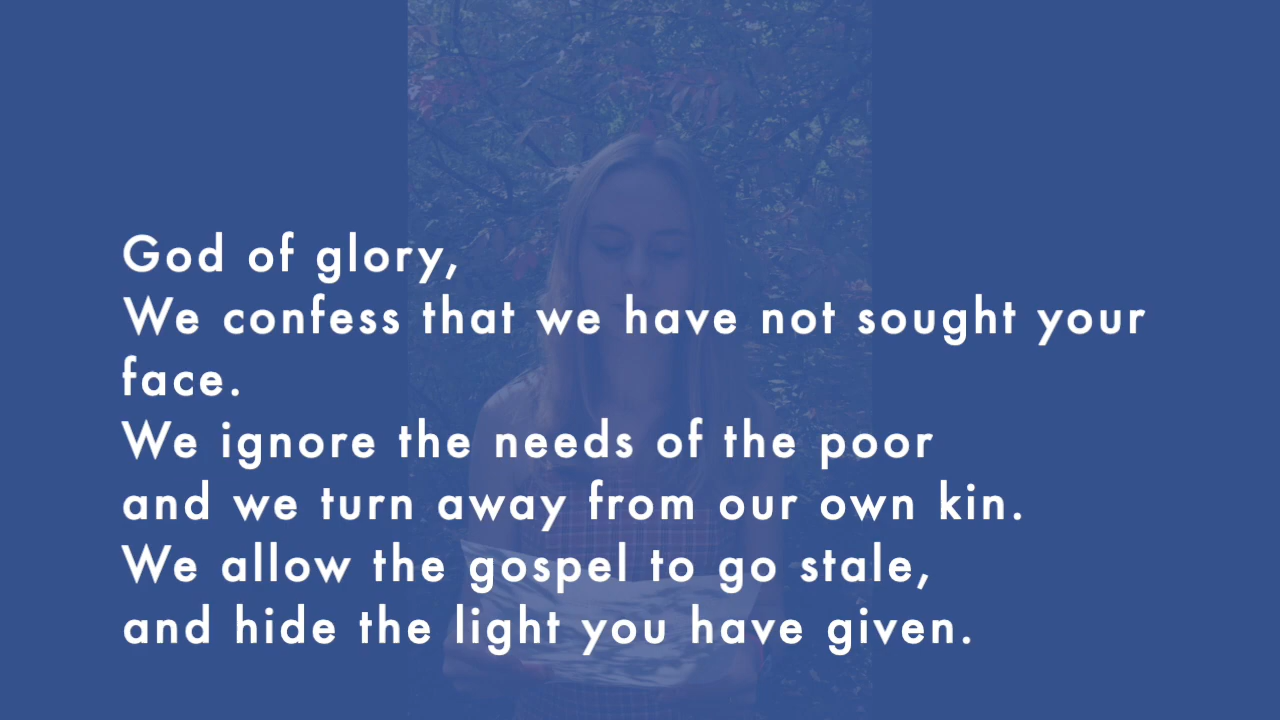 God of glory,
We confess that we have not sought your
face.
We ignore the needs of the poor
and we turn away from our own kin.
We allow the gospel to go stale,
and hide the light you have given.